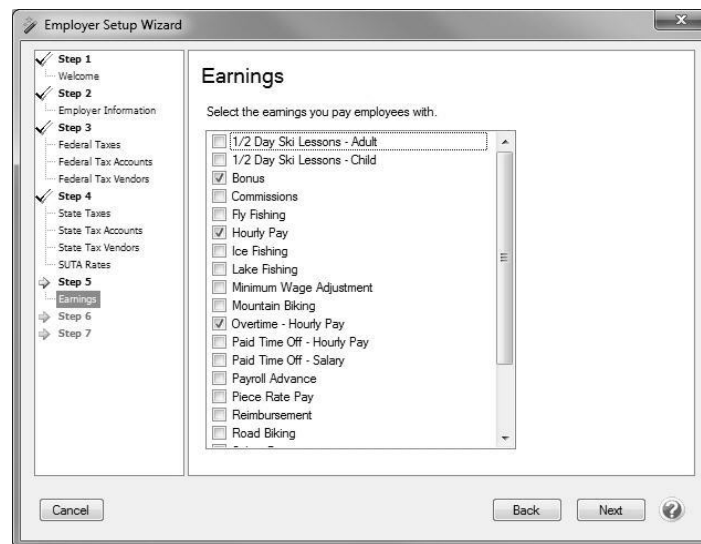 Employer Setup Wizard
Step 1
Welcome
Step 2
Employer Information
Step 3
Federal Taxes
Federal Tax Accounts
Federal Tax Vendors
Step 4
State Taxes
State Tax Accounts
State Tax Vendors
SUTA Rates
Step 5
Earnings
Step 6
Step 7
Earnings
Select the earnings you pay employees with.
1/2 Day Ski Lessons - Adult
1/2 Day Ski Lessons - Child
Bonus
Commissions
Fly Fishing
Hourly Pay
Ice Fishing
Lake Fishing
Minimum Wage Adjustment
Mountain Biking
Overtime - Hourly Pay
Paid Time Off - Hourly Pay
Paid Time Off - Salary
Payroll Advance
Piece Rate Pay
Reimbursement
Road Biking
Cancel
Back
Next